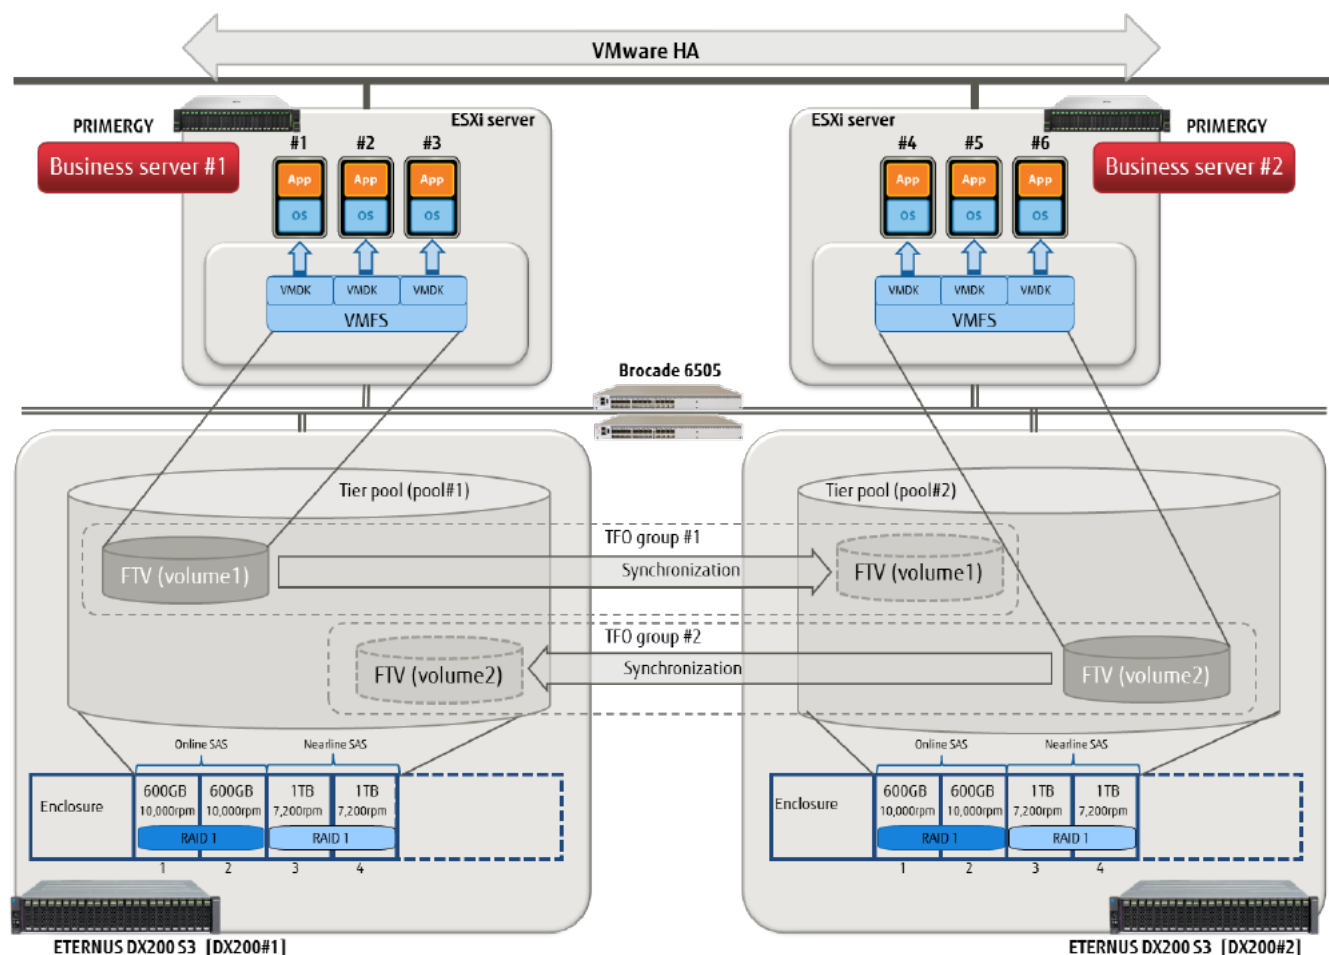 VMware HA
PRIMERGY
Business server #1
ESXi server
#1 #2 #3
App App App
OS OS OS
VMDK VMDK VMDK
VMFS
ESXi server
#4 #5 #6
App App App
OS OS OS
VMDK VMDK VMDK
VMFS
PRIMERGY
Business server #2
Brocade 6505
Tier pool (pool#1)
Tier pool (pool#2)
TFO group #1
FTV (volume1)
Synchronization
FTV (volume1)
TFO group #2
FTV (volume2)
Synchronization
FTV (volume2)
Online SAS Nearline SAS
Enclosure
600GB 600GB 1TB 1TB
10,000rpm 10,000rpm 7,200rpm 7,200rpm
RAID 1 RAID 1
1 2 3 4
ETERNUS DX200 S3 [DX200#1]
Online SAS Nearline SAS
Enclosure
600GB 600GB 1TB 1TB
10,000rpm 10,000rpm 7,200rpm 7,200rpm
RAID 1 RAID 1
1 2 3 4
ETERNUS DX200 S3 [DX200#2]